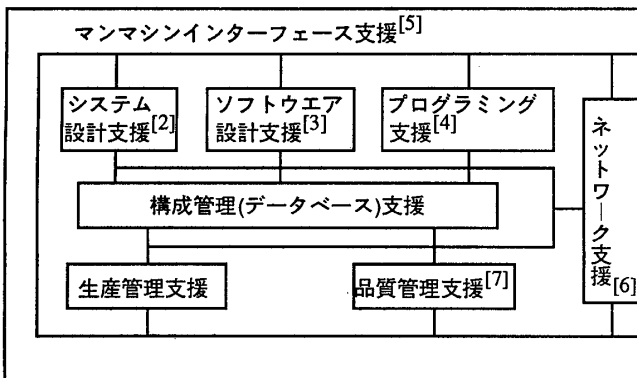 マンマシンインターフェース支援[5]
システム
設計支援[2]
ソフトウエア
設計支援[3]
プログラミング
支援[4]
ネットワーク支援[6]
構成管理(データベース)支援
生産管理支援
品質管理支援[7]